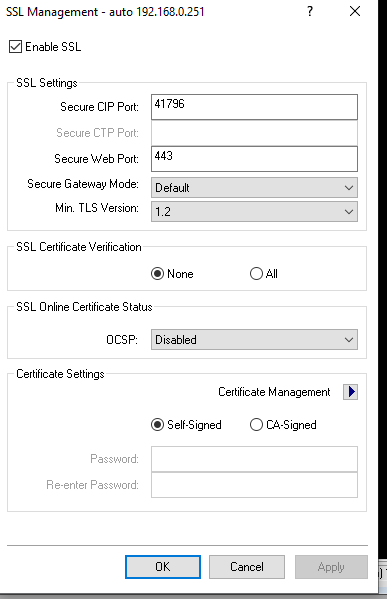 SSL Management - auto 192.168.0.251 ?
Enable SSL
SSL Settings
Secure CIP Port: 41796
Secure CTP Port:
Secure Web Port: 443
Secure Gateway Mode: Default
Min. TLS Version: 1.2
SSL Certificate Verification
None All
SSL Online Certificate Status
OCSP: Disabled
Certificate Settings
Certificate Management
Self-Signed CA-Signed
Password:
Re-enter Password:
OK Cancel Apply